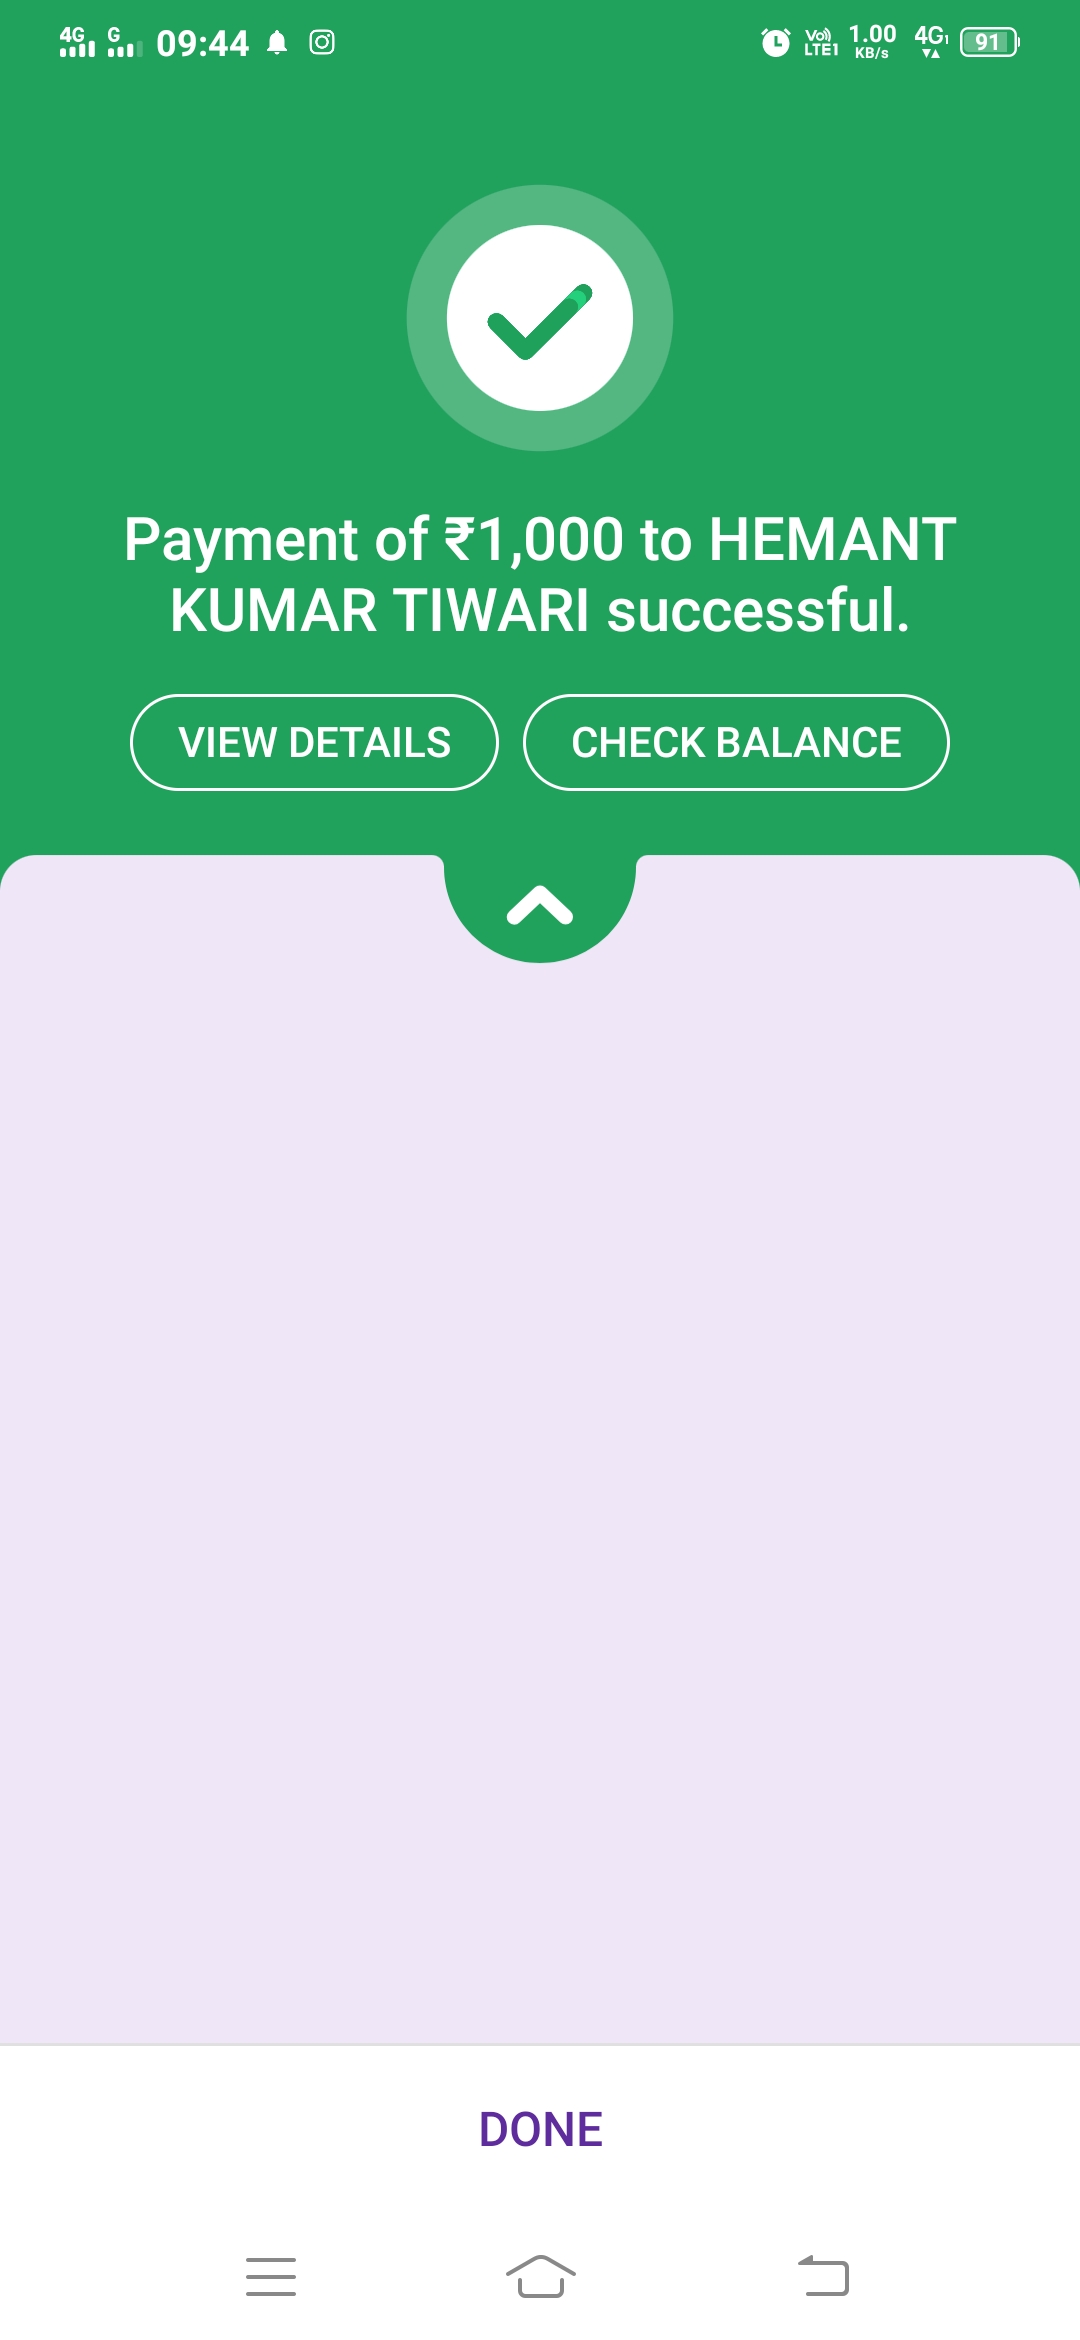 4G G 09:44 Vo) LTE1 1.00 KB/s 4G1 91
Payment of ₹1,000 to HEMANT
KUMAR TIWARI successful.
VIEW DETAILS CHECK BALANCE
DONE